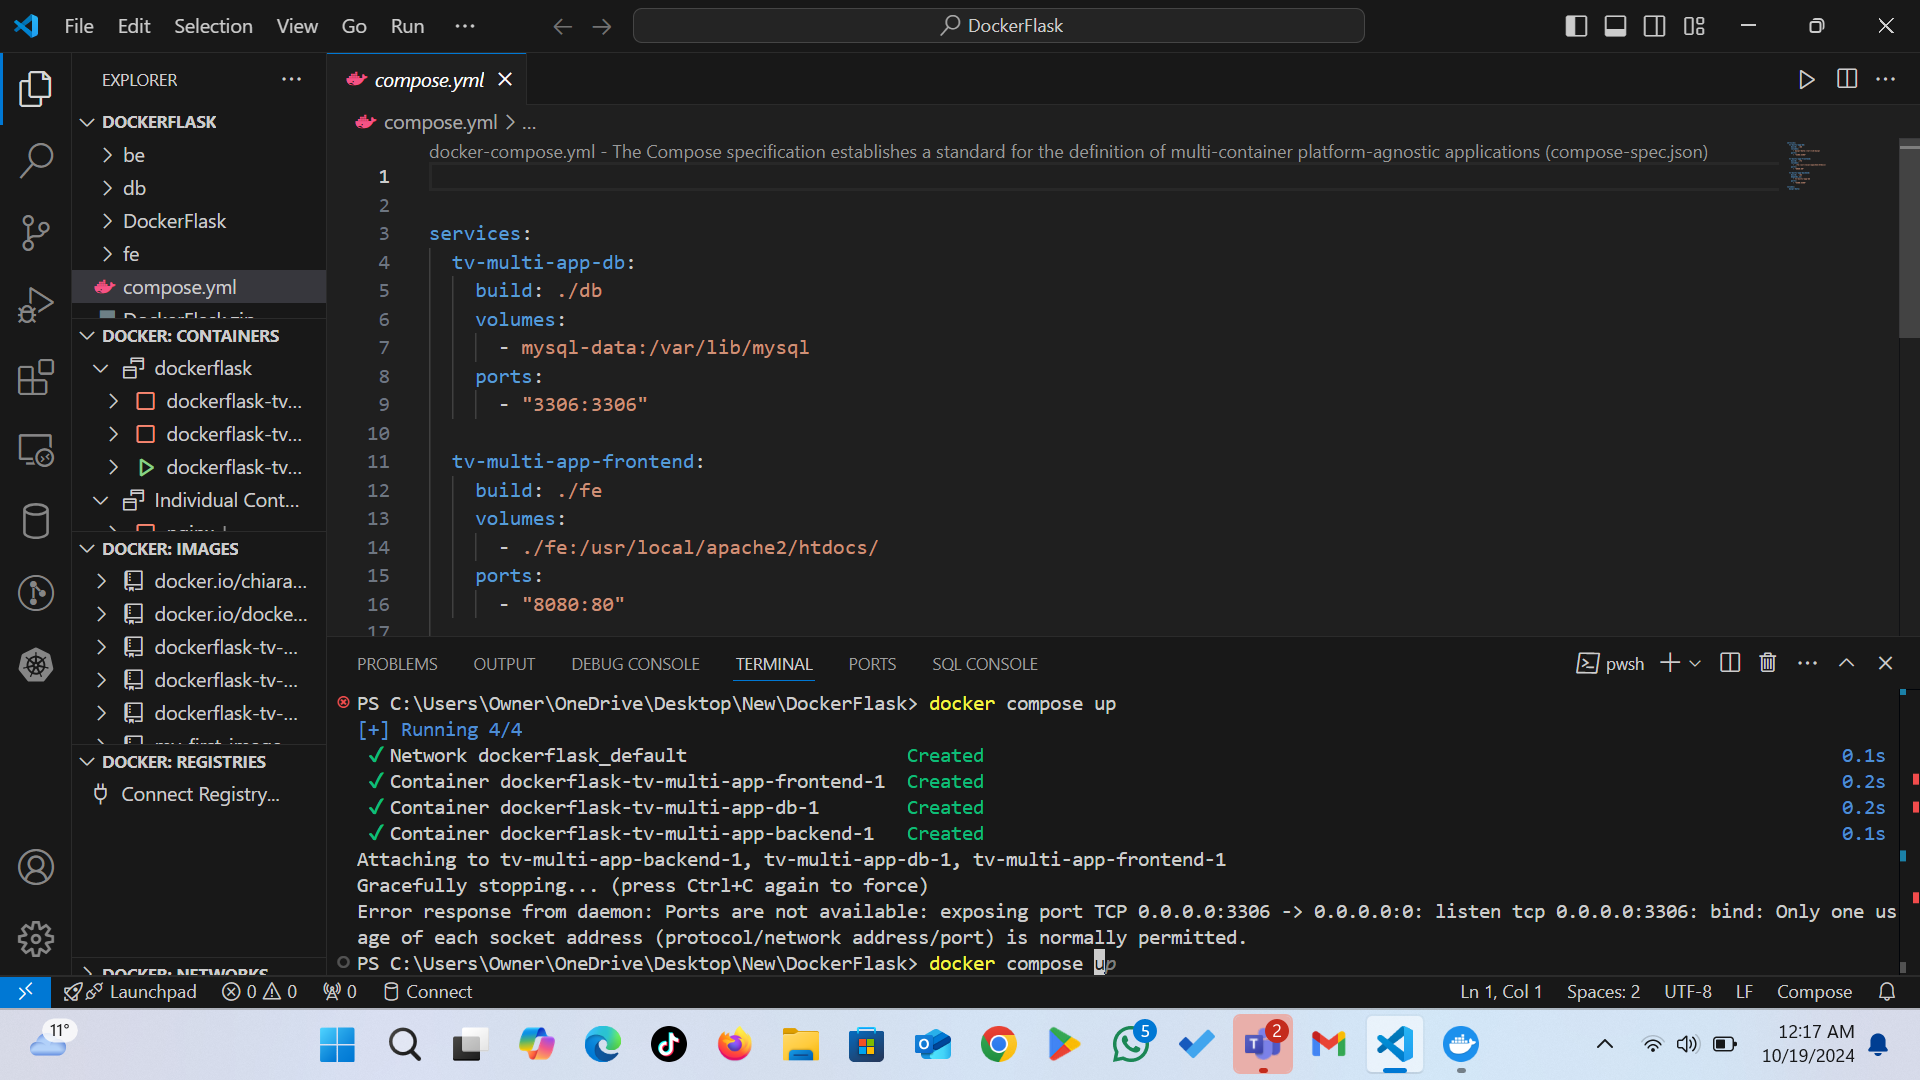 File Edit Selection View Go Run ··· DockerFlask
EXPLORER ···
DOCKERFLASK
be
db
DockerFlask
fe
compose.yml
DOCKER: CONTAINERS
dockerflask
dockerflask-tv...
dockerflask-tv...
dockerflask-tv...
Individual Cont...
DOCKER: IMAGES
docker.io/chiara...
docker.io/docke...
dockerflask-tv-...
dockerflask-tv-...
dockerflask-tv-...
DOCKER: REGISTRIES
Connect Registry...
DOCKER: NETWORKS
compose.yml
compose.yml > ...
docker-compose.yml - The Compose specification establishes a standard for the definition of multi-container platform-agnostic applications (compose-spec.json)
1
2
3 services:
4 tv-multi-app-db:
5 build: ./db
6 volumes:
7 - mysql-data:/var/lib/mysql
8 ports:
9 - "3306:3306"
10
11 tv-multi-app-frontend:
12 build: ./fe
13 volumes:
14 - ./fe:/usr/local/apache2/htdocs/
15 ports:
16 - "8080:80"
17
PROBLEMS OUTPUT DEBUG CONSOLE TERMINAL PORTS SQL CONSOLE pwsh
PS C:\Users\Owner\OneDrive\Desktop\New\DockerFlask> docker compose up
[+] Running 4/4
✓ Network dockerflask_default Created 0.1s
✓ Container dockerflask-tv-multi-app-frontend-1 Created 0.2s
✓ Container dockerflask-tv-multi-app-db-1 Created 0.2s
✓ Container dockerflask-tv-multi-app-backend-1 Created 0.1s
Attaching to tv-multi-app-backend-1, tv-multi-app-db-1, tv-multi-app-frontend-1
Gracefully stopping... (press Ctrl+C again to force)
Error response from daemon: Ports are not available: exposing port TCP 0.0.0.0:3306 -> 0.0.0.0:0: listen tcp 0.0.0.0:3306: bind: Only one us
age of each socket address (protocol/network address/port) is normally permitted.
PS C:\Users\Owner\OneDrive\Desktop\New\DockerFlask> docker compose up
Launchpad 0 0 0 Connect Ln 1, Col 1 Spaces: 2 UTF-8 LF Compose
11°
5
2
12:17 AM
10/19/2024